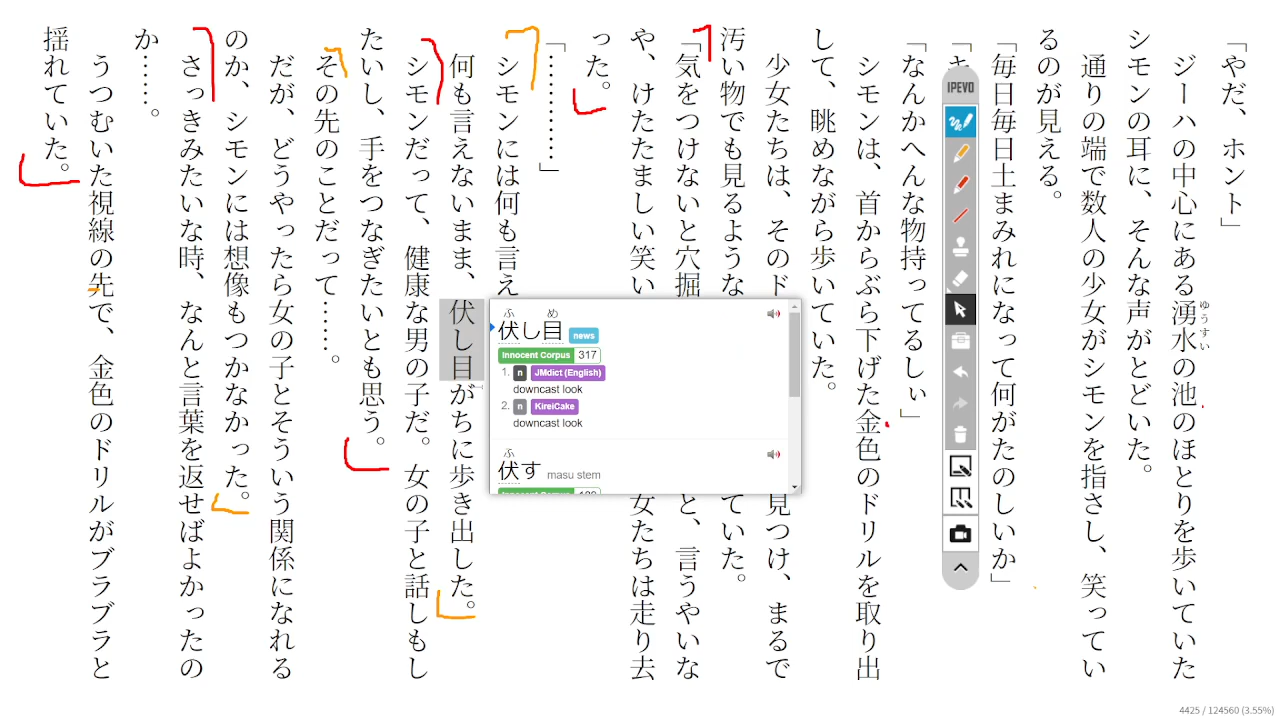 「やだ、ホント」
ジーハの中心にある湧水の池のほとりを歩いていた
ゆうすい
シモンの耳に、そんな声がとどいた。
通りの端で数人の少女がシモンを指さし、笑ってい
るのが見える。
「毎日毎日土まみれになって何がたのしいか」
「なんかへんな物持ってるしぃ」
シモンは、首からぶら下げた金色のドリルを取り出
して、眺めながら歩いていた。
少女たちは、そのド 見つけ、まるで
汚い物でも見るような ていた。
「気をつけないと穴掘 と、言うやいな
や、けたたましい笑い 女たちは走り去
った。
「…………」
シモンには何も言え
何も言えないまま、伏し目がちに歩き出した。
シモンだって、健康な男の子だ。女の子と話しもし
たいし、手をつなぎたいとも思う。
その先のことだって……。
だが、どうやったら女の子とそういう関係になれる
のか、シモンには想像もつかなかった。
さっきみたいな時、なんと言葉を返せばよかったの
か……。
うつむいた視線の先で、金色のドリルがブラブラと
揺れていた。
IPEVO
ふ め
伏し目 news
Innocent Corpus 317
1. n JMdict (English)
downcast look
2. n KireiCake
downcast look
ふ
伏す masu stem
4425 / 124560 (3.55%)